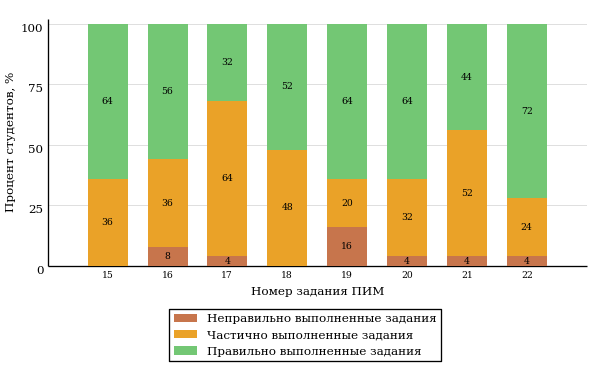 Процент студентов, %
100
75
50
25
0
64 56 32 52 64 64 44 72
36 36 64 48 20 32 52 24
8 4 16 4 4 4
15 16 17 18 19 20 21 22
Номер задания ПИМ
Неправильно выполненные задания
Частично выполненные задания
Правильно выполненные задания